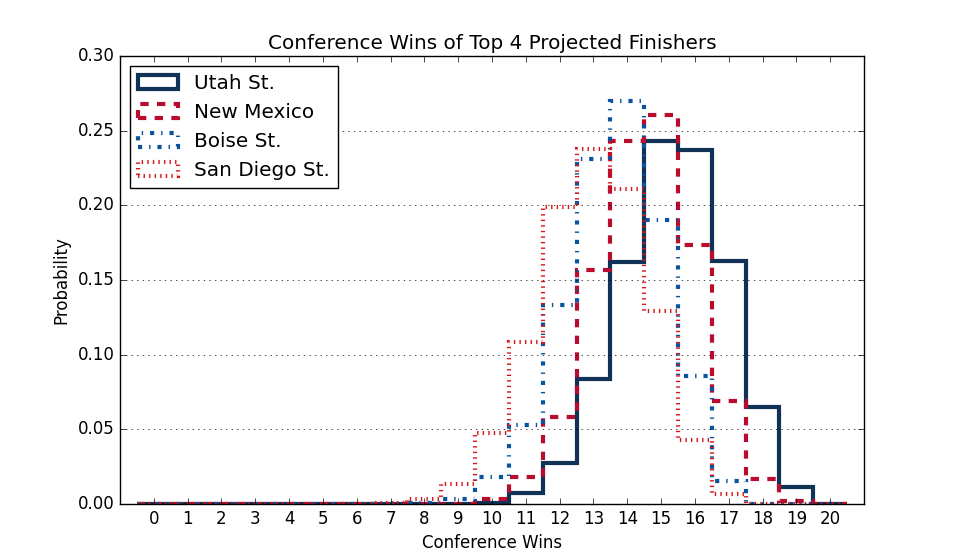 Conference Wins of Top 4 Projected Finishers
0.30
Utah St.
New Mexico
Boise St.
San Diego St.
0.25
0.20
0.15
0.10
0.05
0.00
Probability
0 1 2 3 4 5 6 7 8 9 10 11 12 13 14 15 16 17 18 19 20
Conference Wins